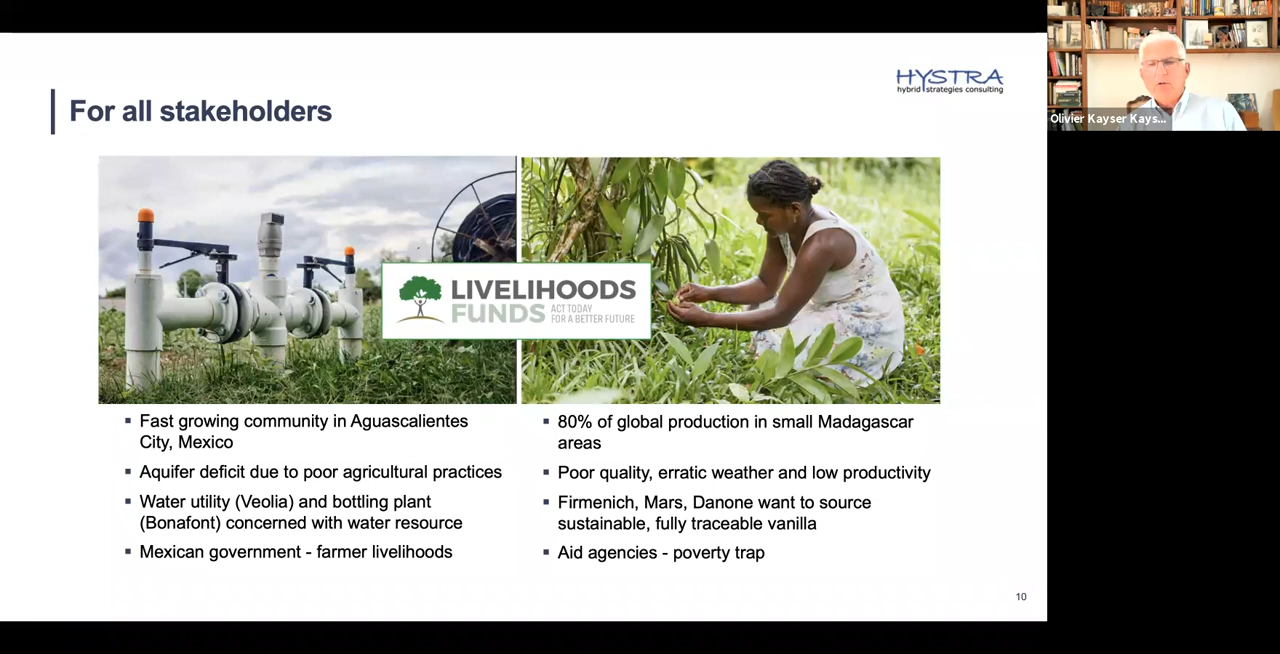 HYSTRA
hybrid strategies consulting
Olivier Kayser Kays...
For all stakeholders
LIVELIHOODS
FUNDS
ACT TODAY
FOR A BETTER FUTURE
▪ Fast growing community in Aguascalientes
City, Mexico
▪ Aquifer deficit due to poor agricultural practices
▪ Water utility (Veolia) and bottling plant
(Bonafont) concerned with water resource
▪ Mexican government - farmer livelihoods
▪ 80% of global production in small Madagascar
areas
▪ Poor quality, erratic weather and low productivity
▪ Firmenich, Mars, Danone want to source
sustainable, fully traceable vanilla
▪ Aid agencies - poverty trap
10